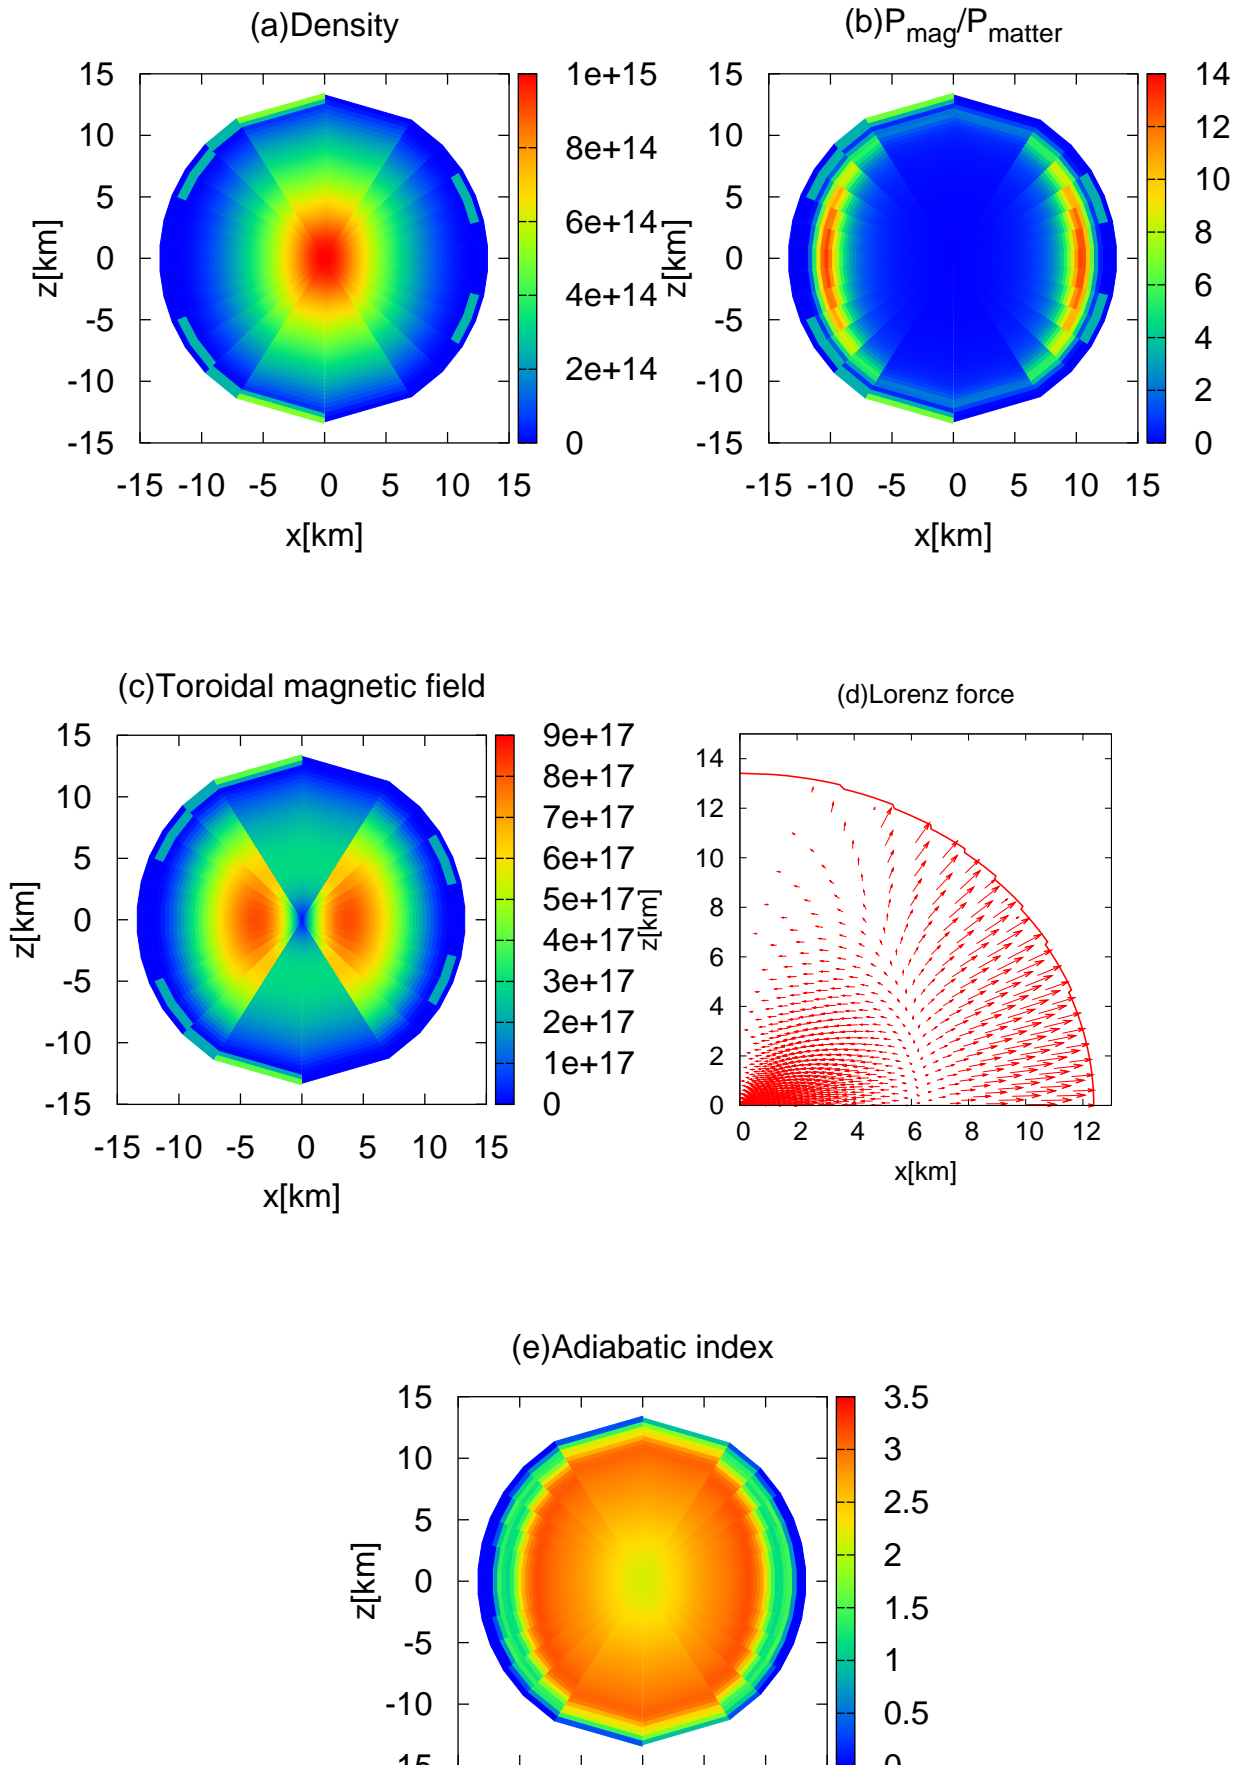 (a)Density
15
10
5
0
-5
-10
-15
z[km]
-15 -10 -5 0 5 10 15
x[km]
1e+15
8e+14
6e+14
4e+14
2e+14
0
(b)P_mag/P_matter
15
10
5
0
-5
-10
-15
z[km]
-15 -10 -5 0 5 10 15
x[km]
14
12
10
8
6
4
2
0
(c)Toroidal magnetic field
15
10
5
0
-5
-10
-15
z[km]
-15 -10 -5 0 5 10 15
x[km]
9e+17
8e+17
7e+17
6e+17
5e+17
4e+17
3e+17
2e+17
1e+17
0
(d)Lorenz force
14
12
10
8
6
4
2
0
z[km]
0 2 4 6 8 10 12
x[km]
(e)Adiabatic index
15
10
5
0
-5
-10
-15
z[km]
3.5
3
2.5
2
1.5
1
0.5
0